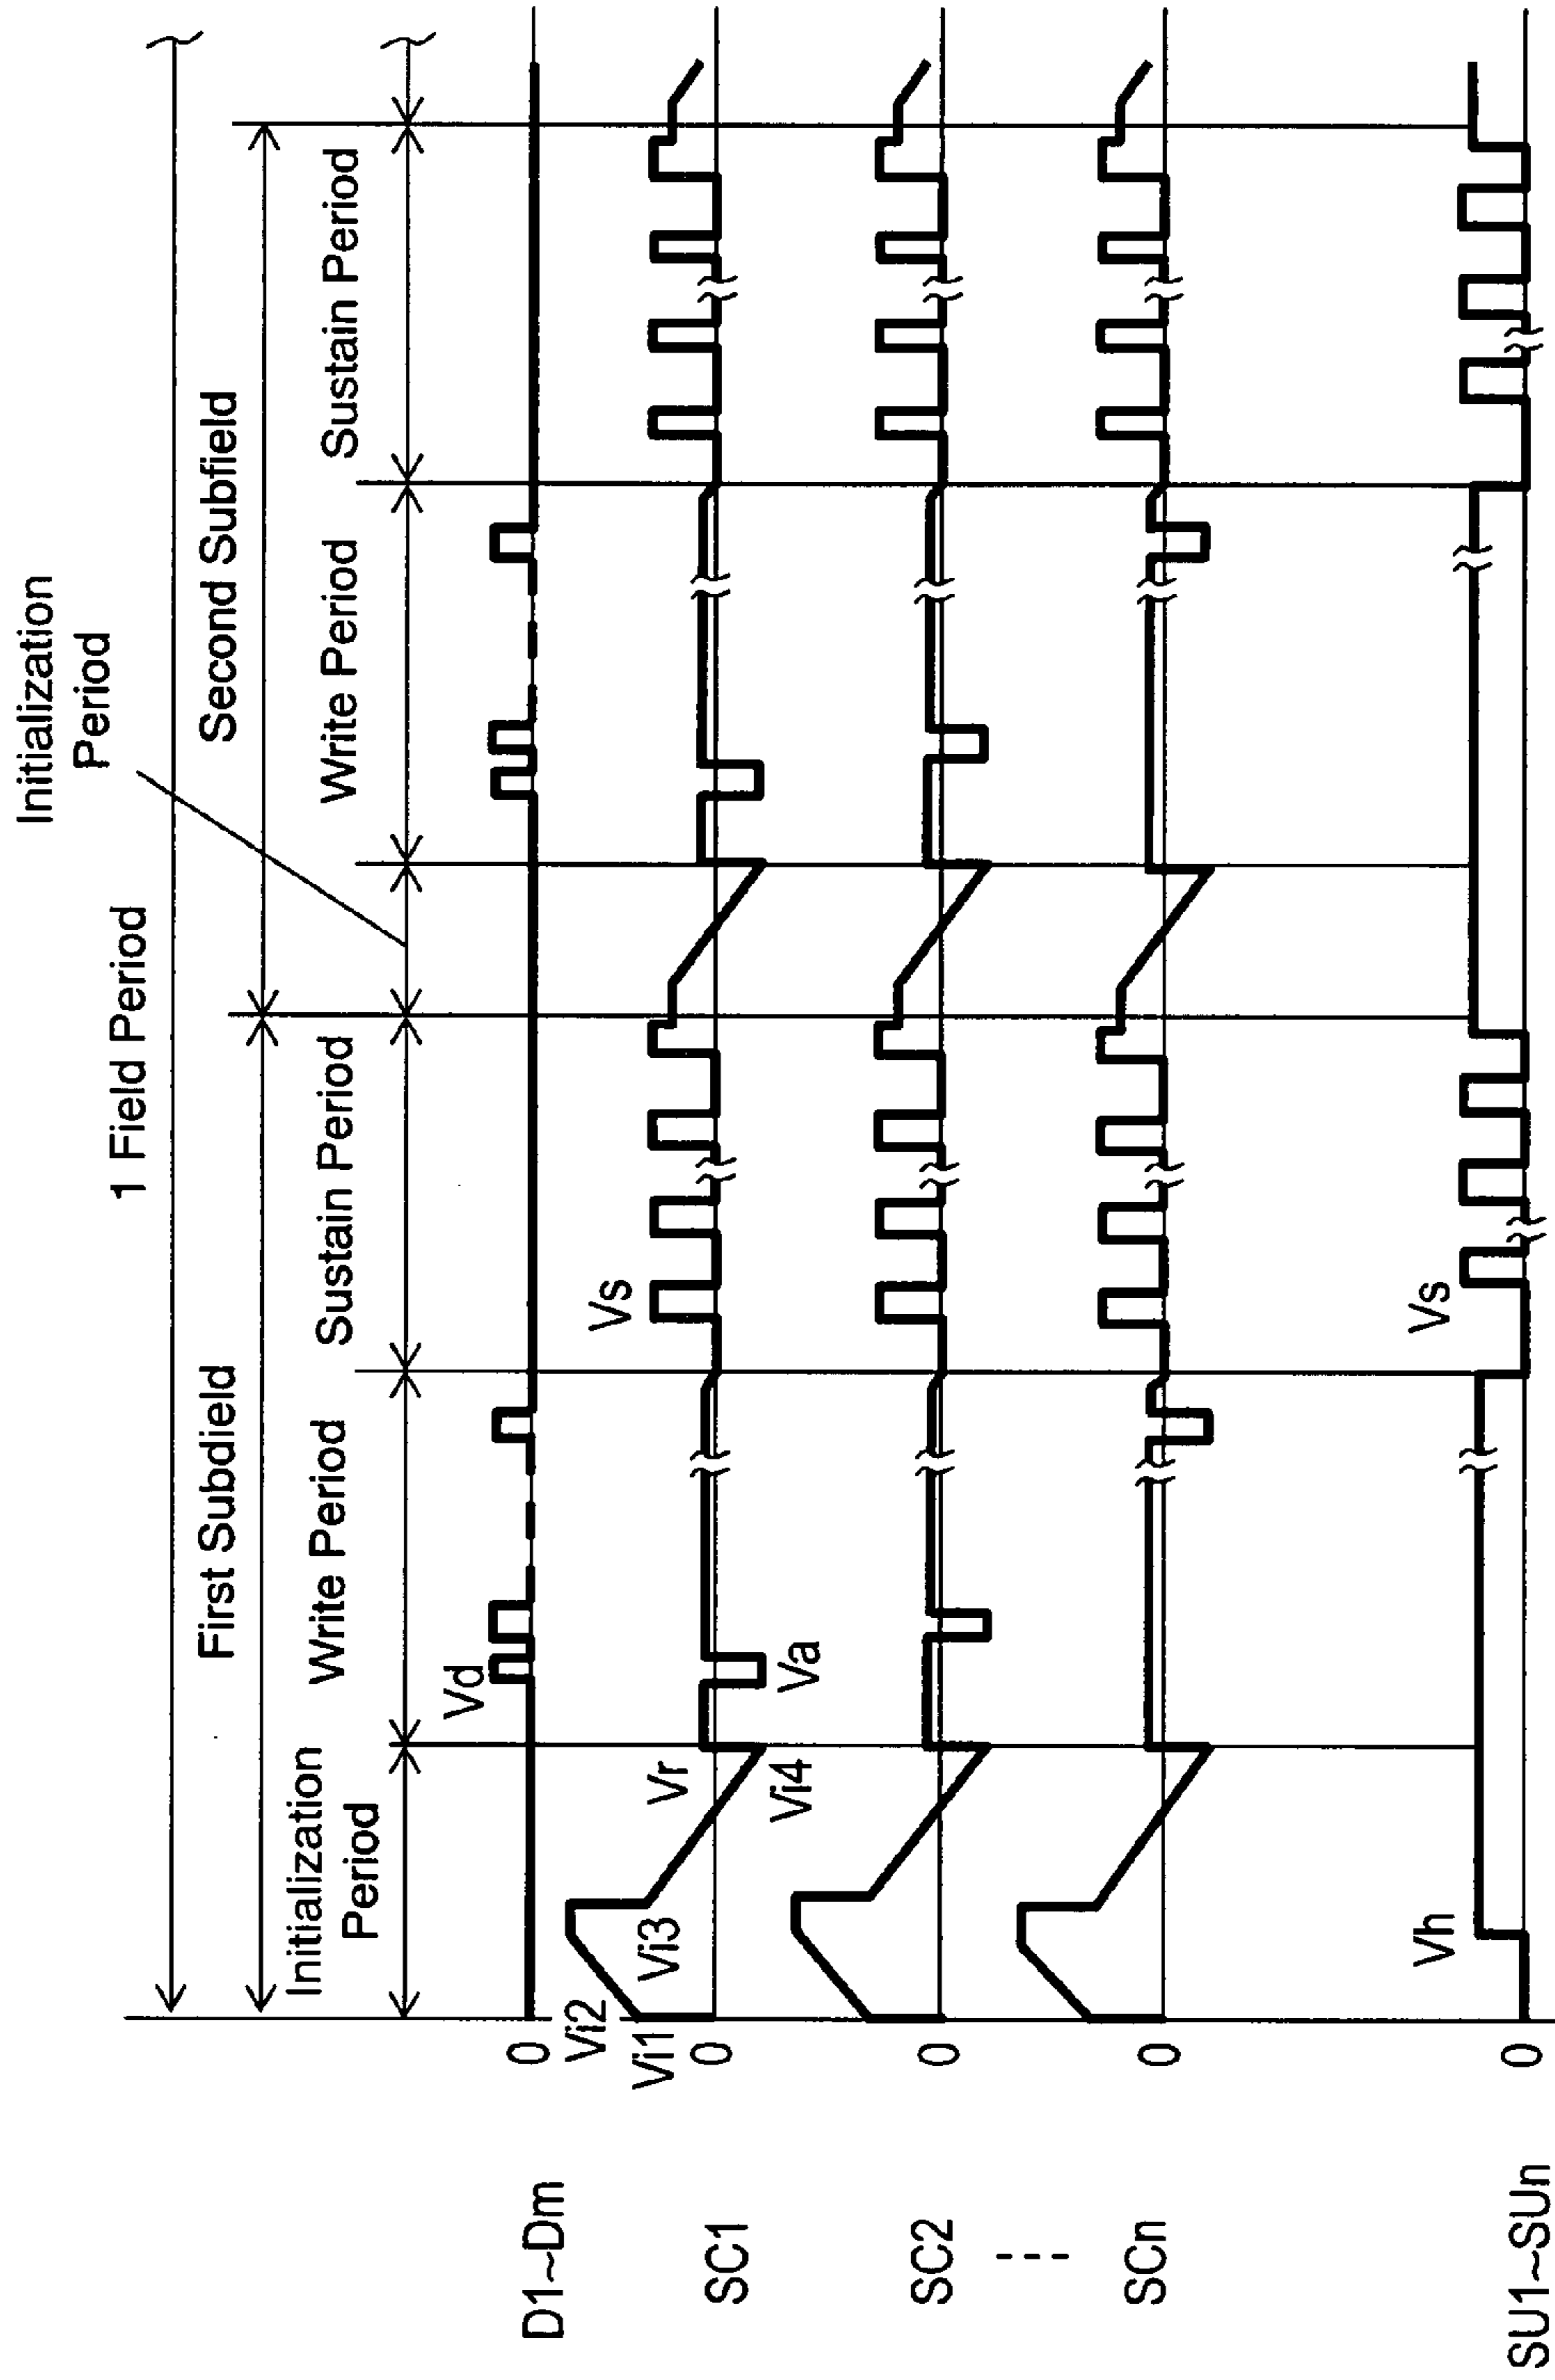 1 Field Period
Initialization
Period
First Subdield
Second Subfield
Initialization
Period
Write Period
Sustain Period
Write Period
Sustain Period
D1~Dm
0
Vd
Vi2
Vi1
Vi3
Vr
Vi4
Va
Vs
SC1
0
SC2
0
SCn
0
Vh
Vs
SU1~SUn
0